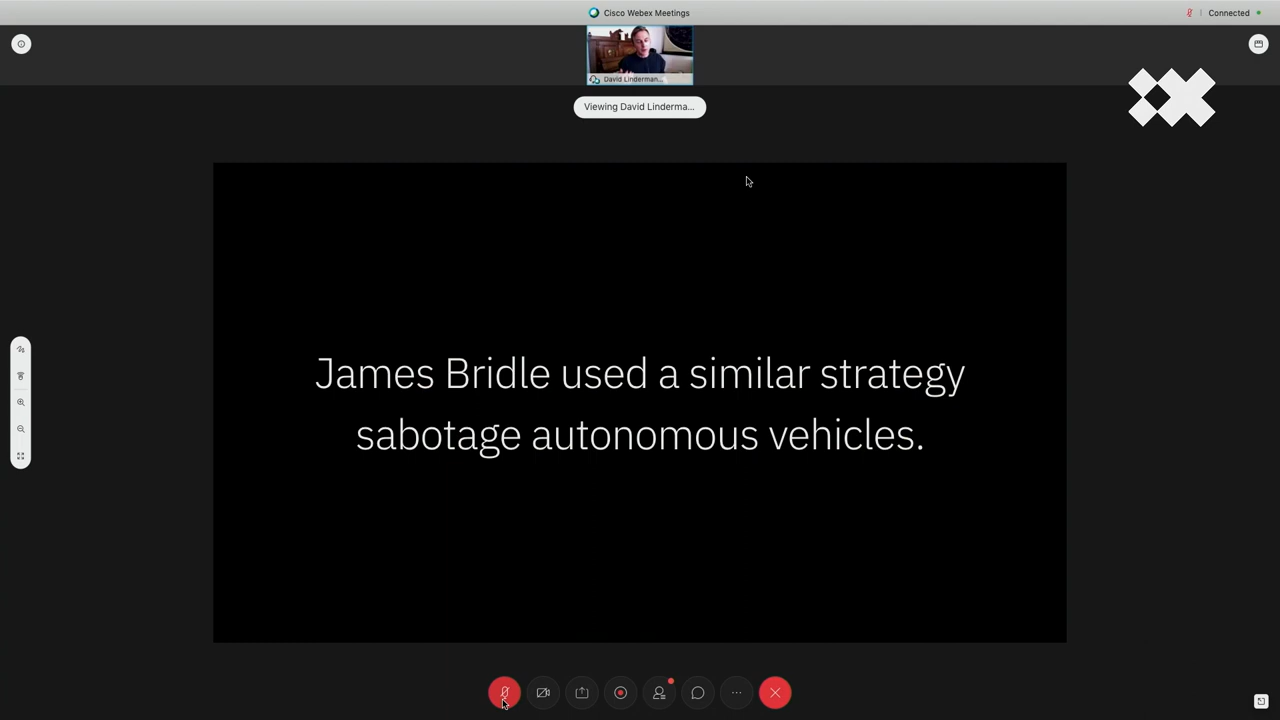 Cisco Webex Meetings
Connected
David Linderman...
Viewing David Linderma...
James Bridle used a similar strategy
sabotage autonomous vehicles.